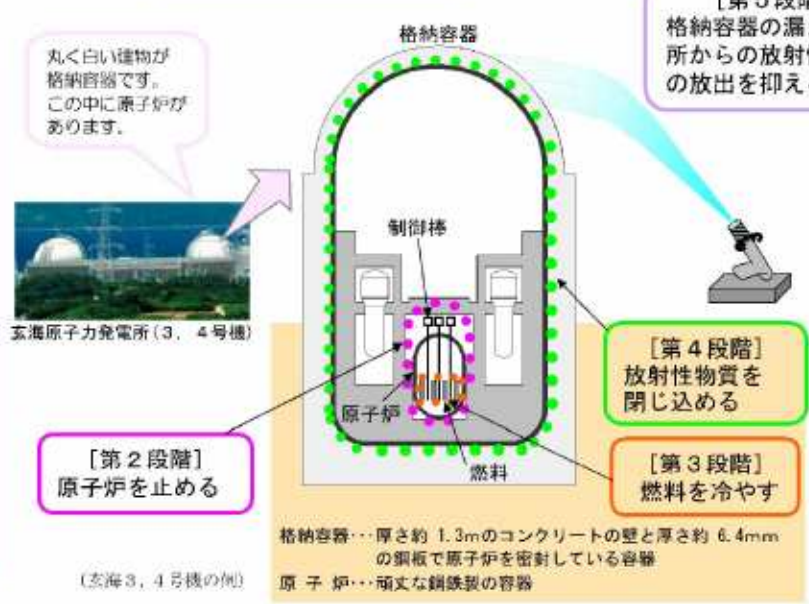 [第5段階]
格納容器の漏
所からの放射
の放出を抑え
丸く白い建物が
格納容器です。
この中に原子炉が
あります。
格納容器
制御棒
玄海原子力発電所(3,4号機)
[第4段階]
放射性物質を
閉じ込める
原子炉
[第2段階]
原子炉を止める
燃料
[第3段階]
燃料を冷やす
格納容器…厚さ約 1.3mのコンクリートの壁と厚さ約 6.4mm
の鋼板で原子炉を密封している容器
原 子 炉…頑丈な鋼鉄製の容器
(玄海3,4号機の例)